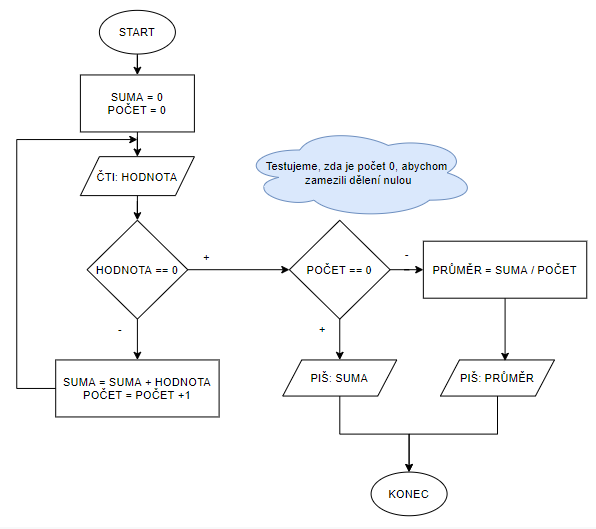 START
SUMA = 0
POČET = 0
ČTI: HODNOTA
Testujeme, zda je počet 0, abychom
zamezili dělení nulou
HODNOTA == 0
+
POČET == 0
-
PRŮMĚR = SUMA / POČET
-
+
SUMA = SUMA + HODNOTA
POČET = POČET +1
PIŠ: SUMA
PIŠ: PRŮMĚR
KONEC